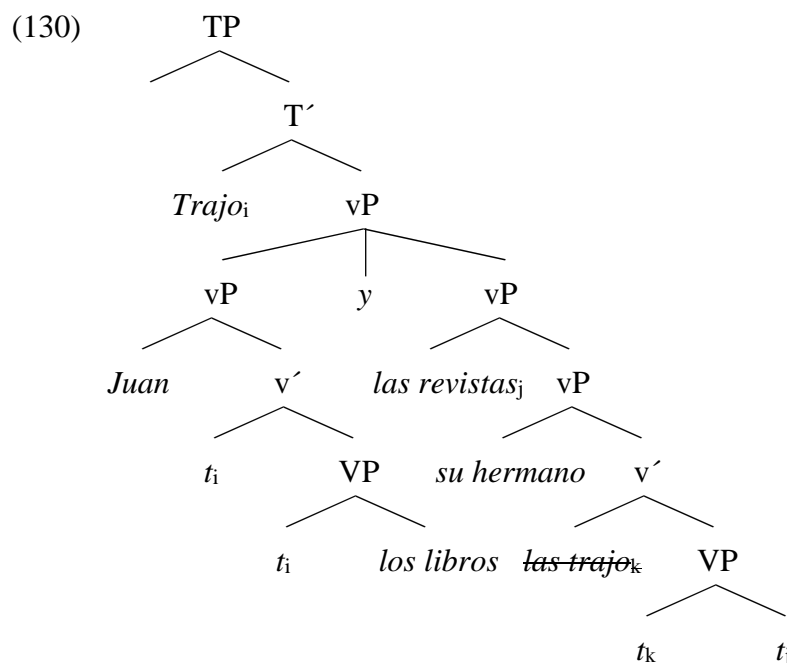 (130) TP
T´
Trajoi vP
vP y vP
Juan v´ las revistasj vP
ti VP su hermano v´
ti los libros las trajok VP
tk tj